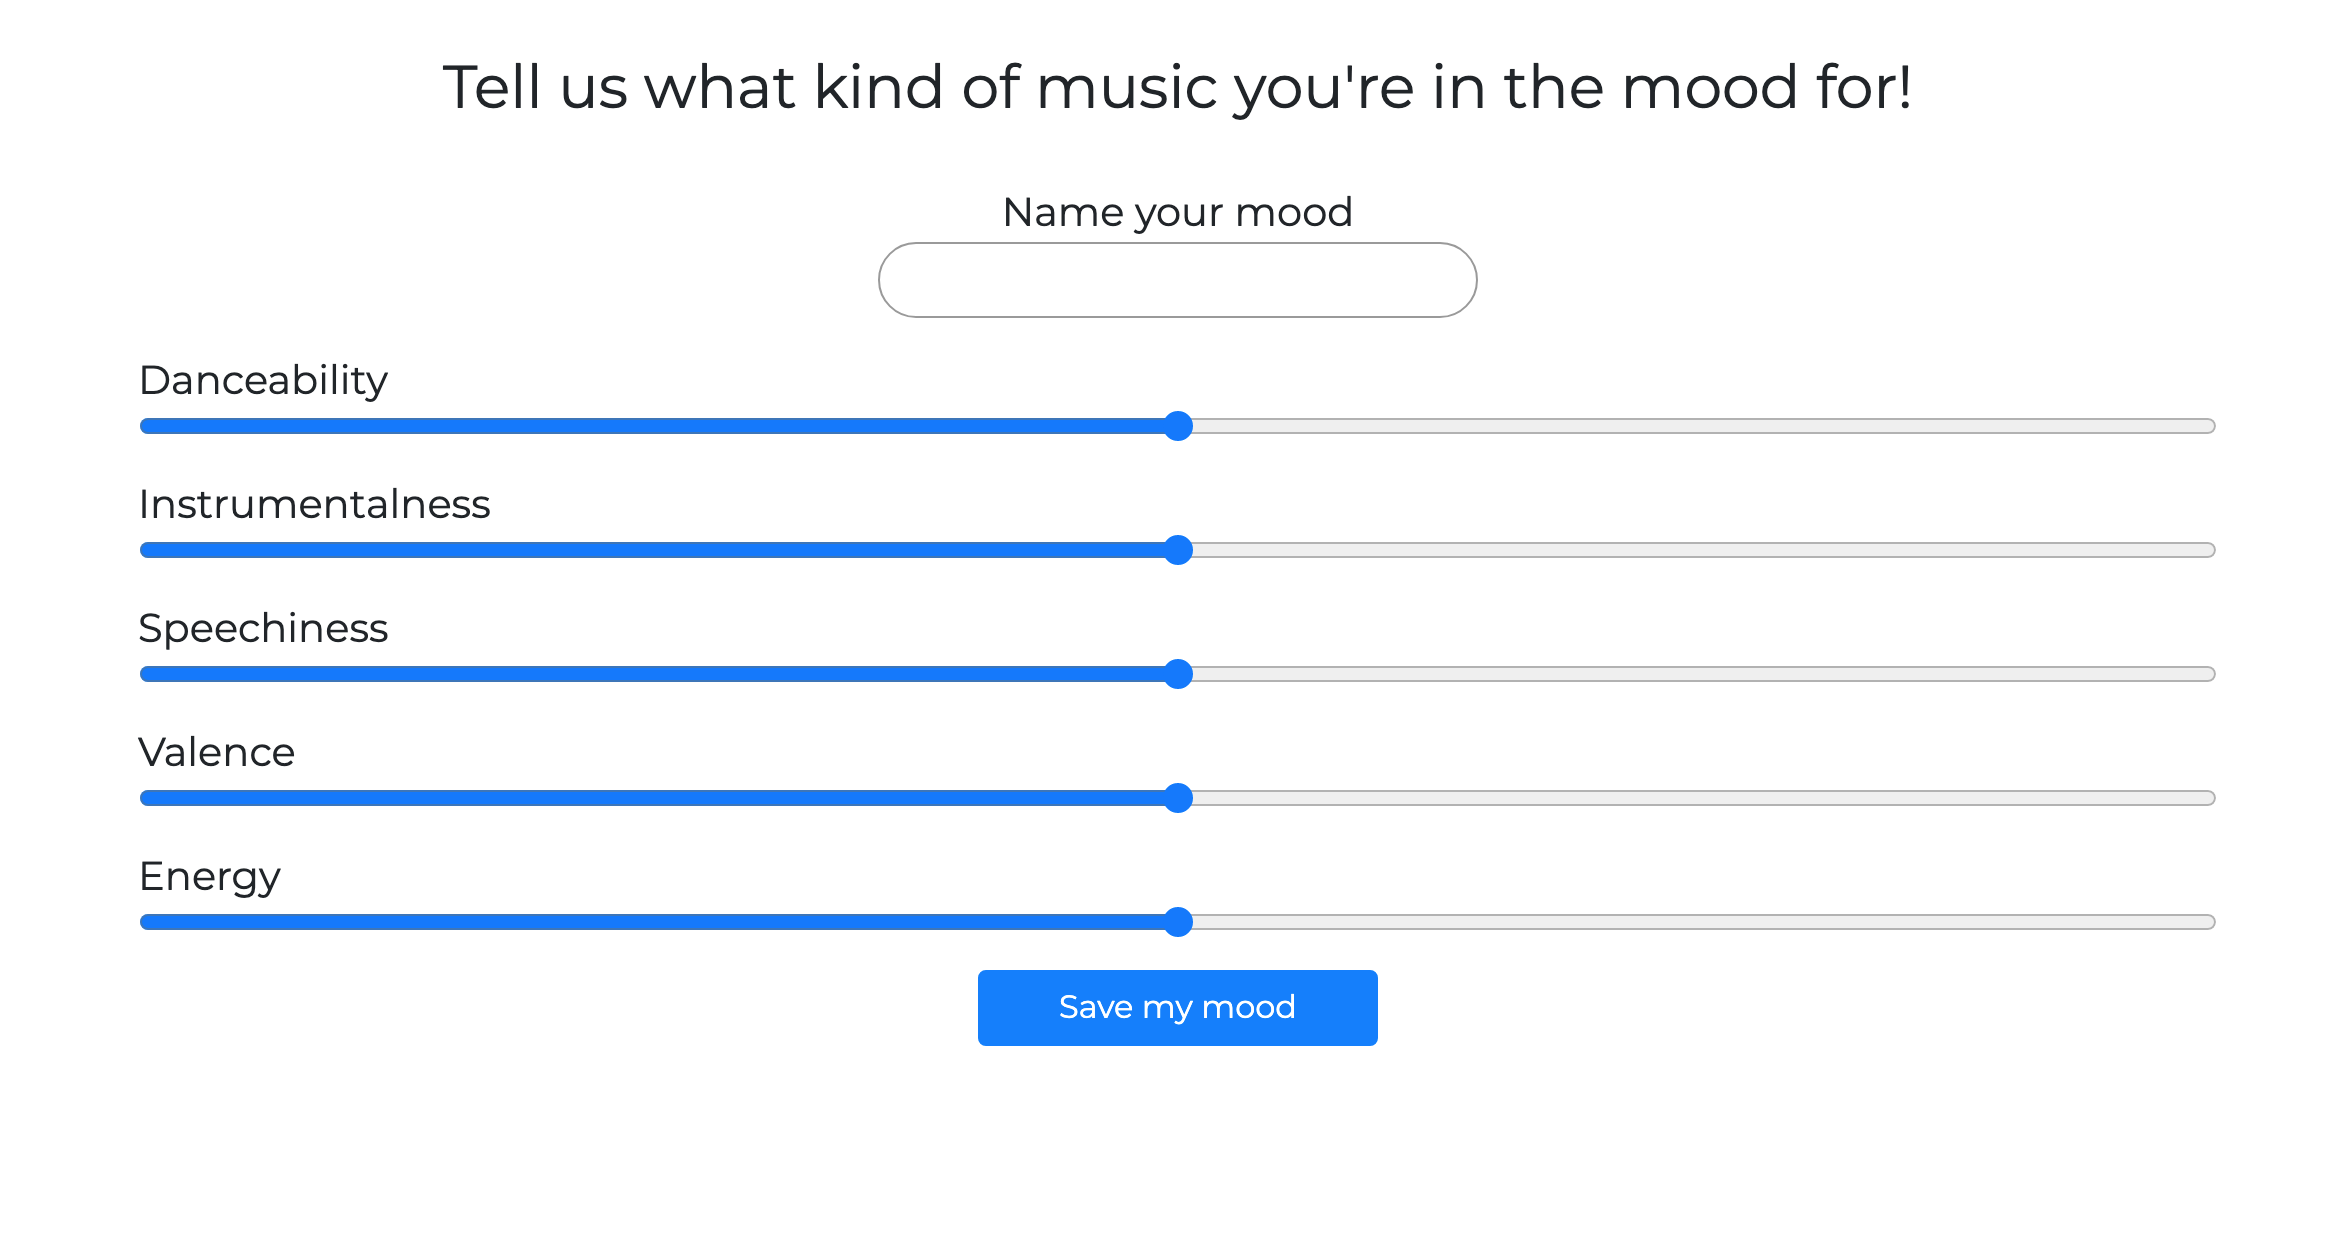 Tell us what kind of music you're in the mood for!
Name your mood
Danceability
Instrumentalness
Speechiness
Valence
Energy
Save my mood